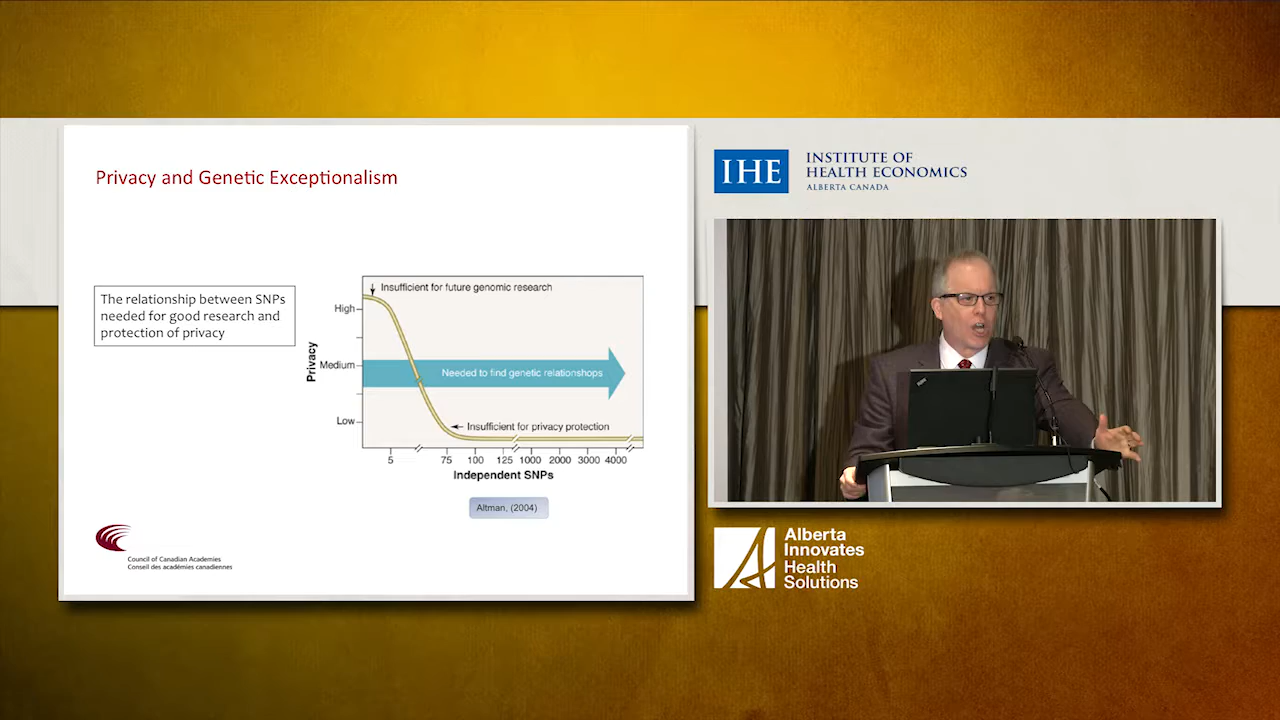 Privacy and Genetic Exceptionalism
The relationship between SNPs
needed for good research and
protection of privacy
Insufficient for future genomic research
High
Medium
Low
Privacy
Needed to find genetic relationshops
Insufficient for privacy protection
5 75 100 125 1000 2000 3000 4000
Independent SNPs
Altman, (2004)
Council of Canadian Academies
Conseil des académies canadiennes
IHE
INSTITUTE OF
HEALTH ECONOMICS
ALBERTA CANADA
Alberta
Innovates
Health
Solutions